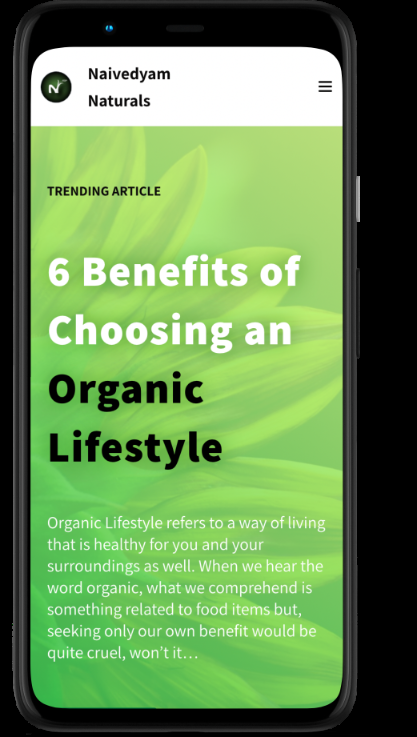 Naivedyam
Naturals
TRENDING ARTICLE
6 Benefits of
Choosing an
Organic
Lifestyle
Organic Lifestyle refers to a way of living
that is healthy for you and your
surroundings as well. When we hear the
word organic, what we comprehend is
something related to food items but,
seeking only our own benefit would be
quite cruel, won’t it…